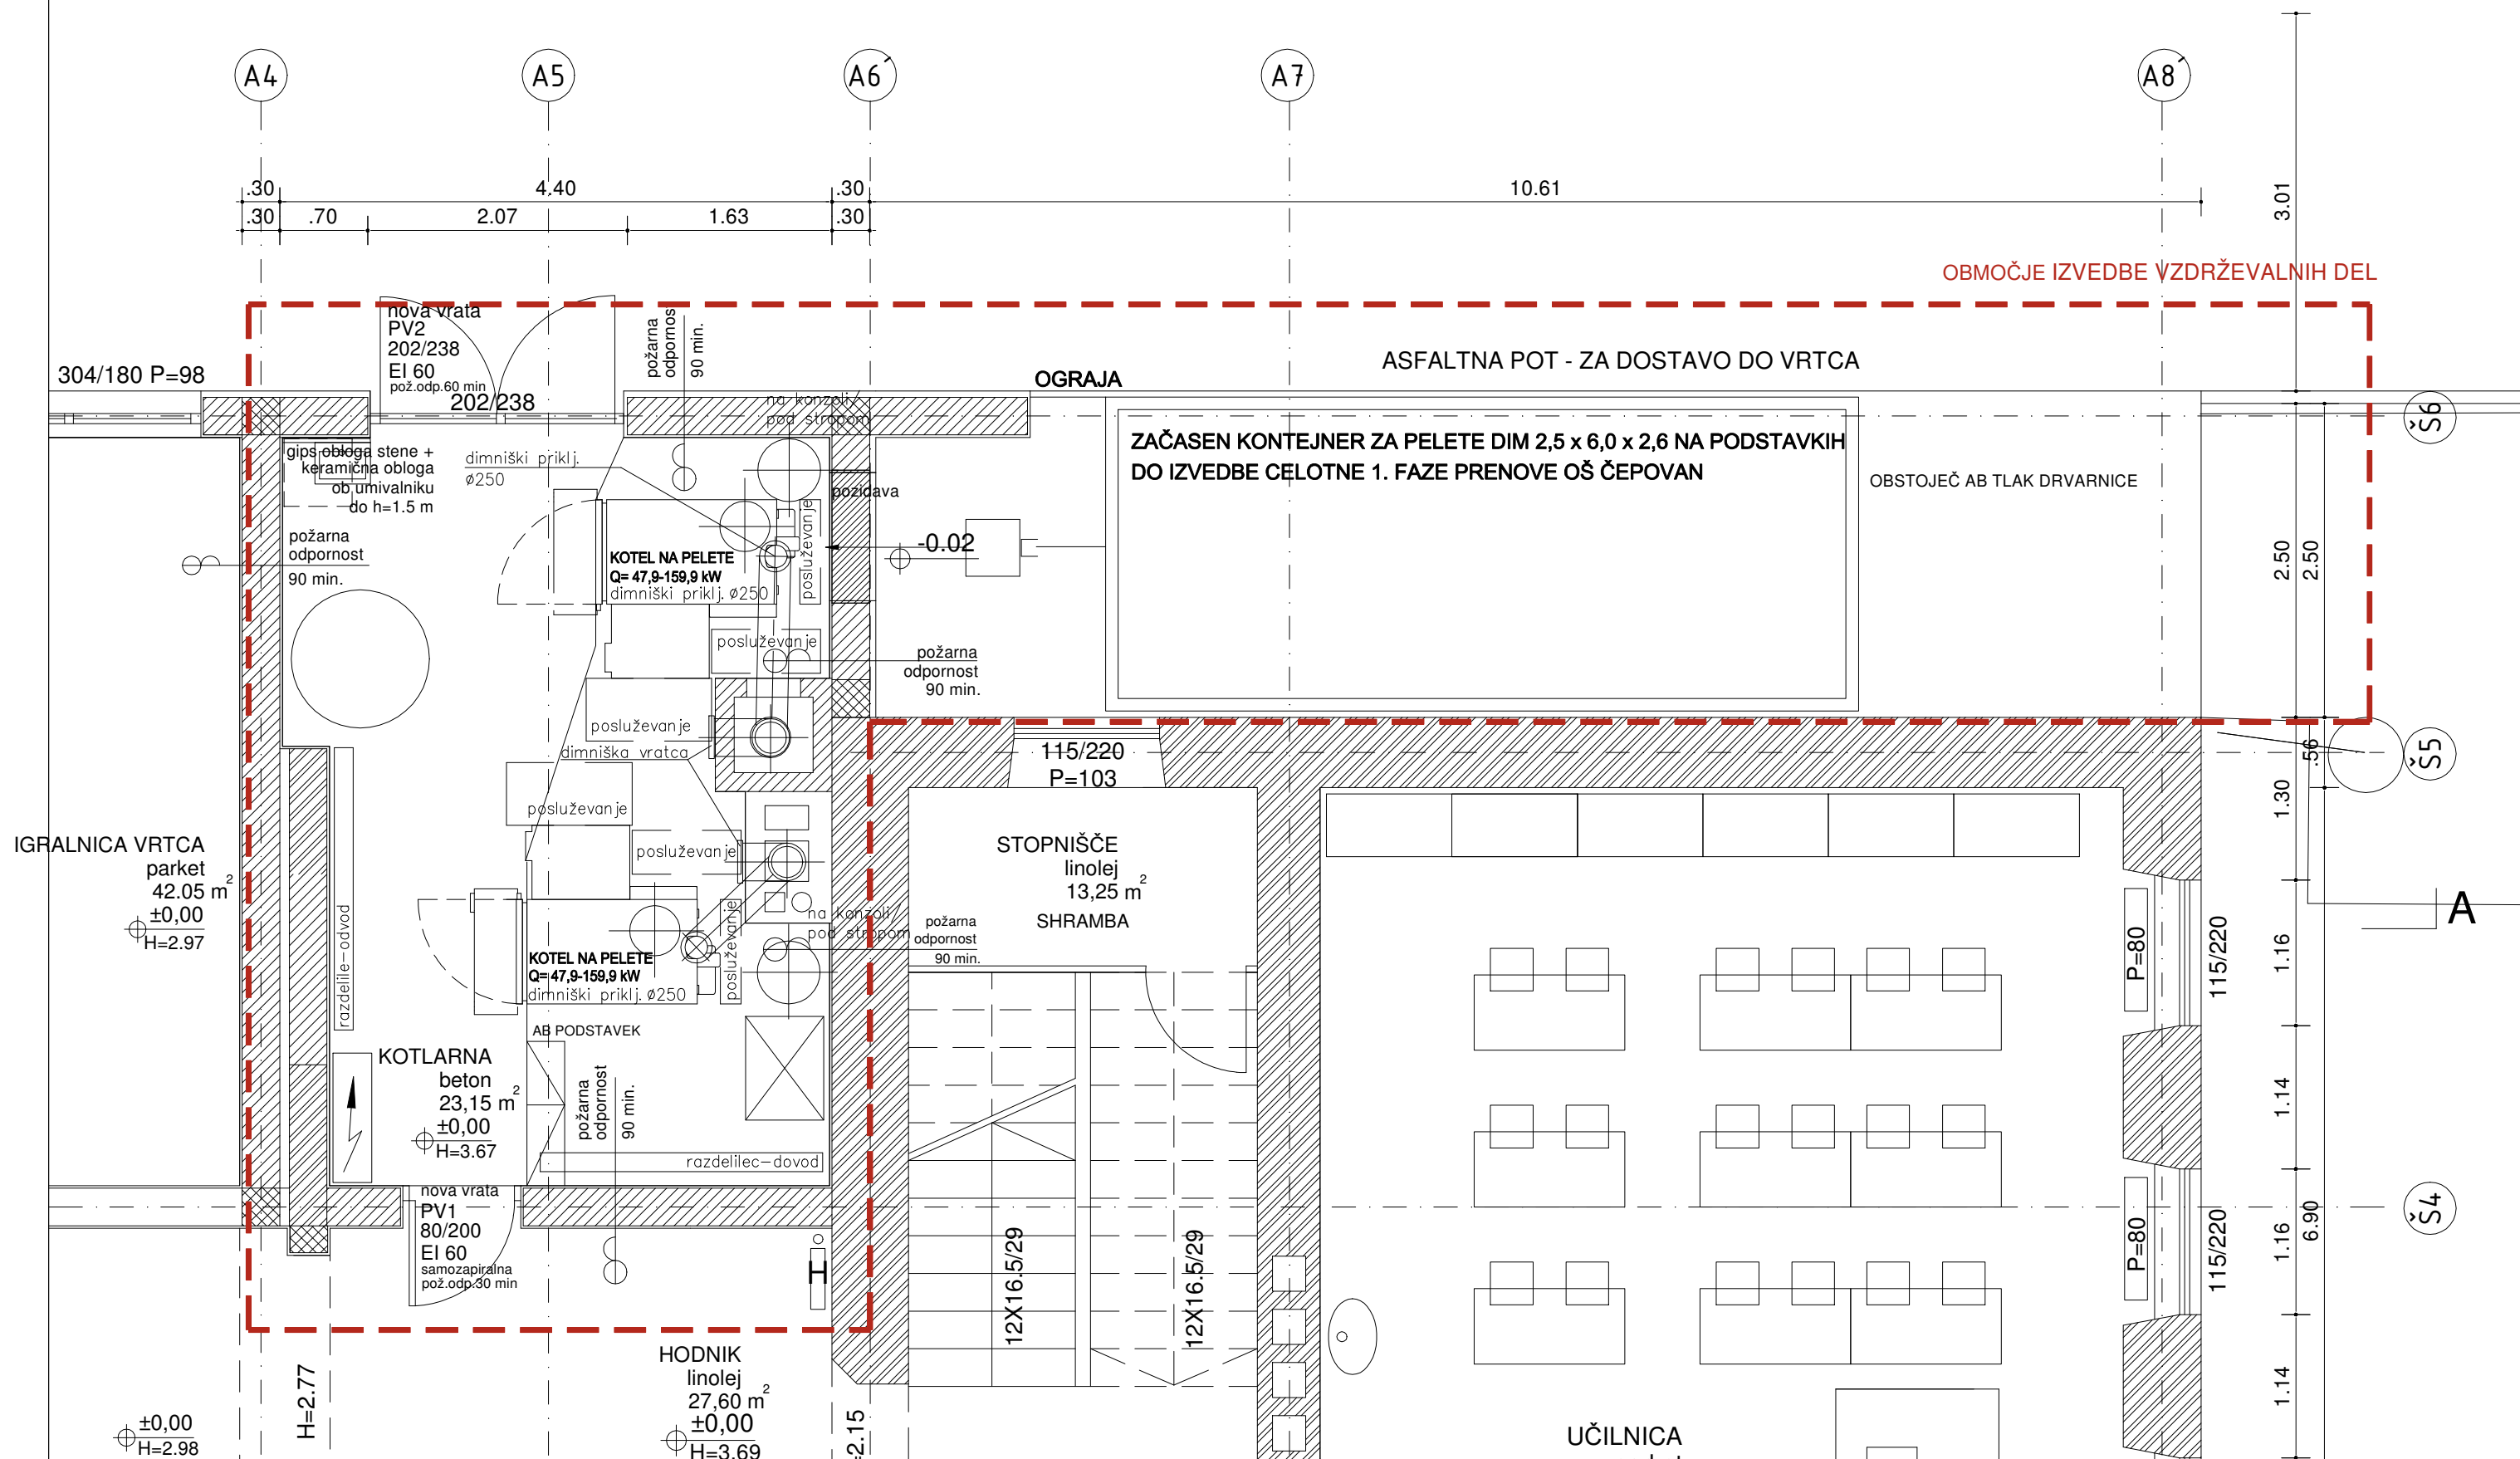 A4
A5
A6´
A7
A8´
.30
4.40
.30
10.61
.30
.70
2.07
1.63
.30
3.01
OBMOČJE IZVEDBE VZDRŽEVALNIH DEL
nova vrata
PV2
202/238
EI 60
pož.odp.60 min
202/238
požarna
odpornost
90 min.
304/180 P=98
OGRAJA
ASFALTNA POT - ZA DOSTAVO DO VRTCA
na konzoli/
pod stropom
Š6
ZAČASEN KONTEJNER ZA PELETE DIM 2,5 x 6,0 x 2,6 NA PODSTAVKIH
DO IZVEDBE CELOTNE 1. FAZE PRENOVE OŠ ČEPOVAN
OBSTOJEČ AB TLAK DRVARNICE
gips obloga stene +
keramična obloga
ob umivalniku
do h=1.5 m
dimniški priklj.
ø250
pozidava
požarna
odpornost
90 min.
KOTEL NA PELETE
Q= 47,9-159,9 kW
dimniški priklj. ø250
posluževanje
-0.02
2.50
2.50
posluževanje
požarna
odpornost
90 min.
posluževanje
dimniška vratca
115/220
P=103
.56
Š5
1.30
posluževanje
posluževanje
IGRALNICA VRTCA
parket
42.05 m²
±0,00
H=2.97
STOPNIŠČE
linolej
13,25 m²
SHRAMBA
razdelile-odvod
na konzoli/
pod stropom
požarna
odpornost
90 min.
posluževanje
KOTEL NA PELETE
Q= 47,9-159,9 kW
dimniški priklj. ø250
AB PODSTAVEK
P=80
115/220
1.16
A
KOTLARNA
beton
23,15 m²
±0,00
H=3.67
požarna
odpornost
90 min.
1.14
razdelilec-dovod
nova vrata
PV1
80/200
EI 60
samozapiralna
pož.odp.30 min
H
12X16.5/29
12X16.5/29
P=80
115/220
1.16
6.90
Š4
HODNIK
linolej
27,60 m²
±0,00
H=3.69
H=2.77
±0,00
H=2.98
=2.15
1.14
UČILNICA